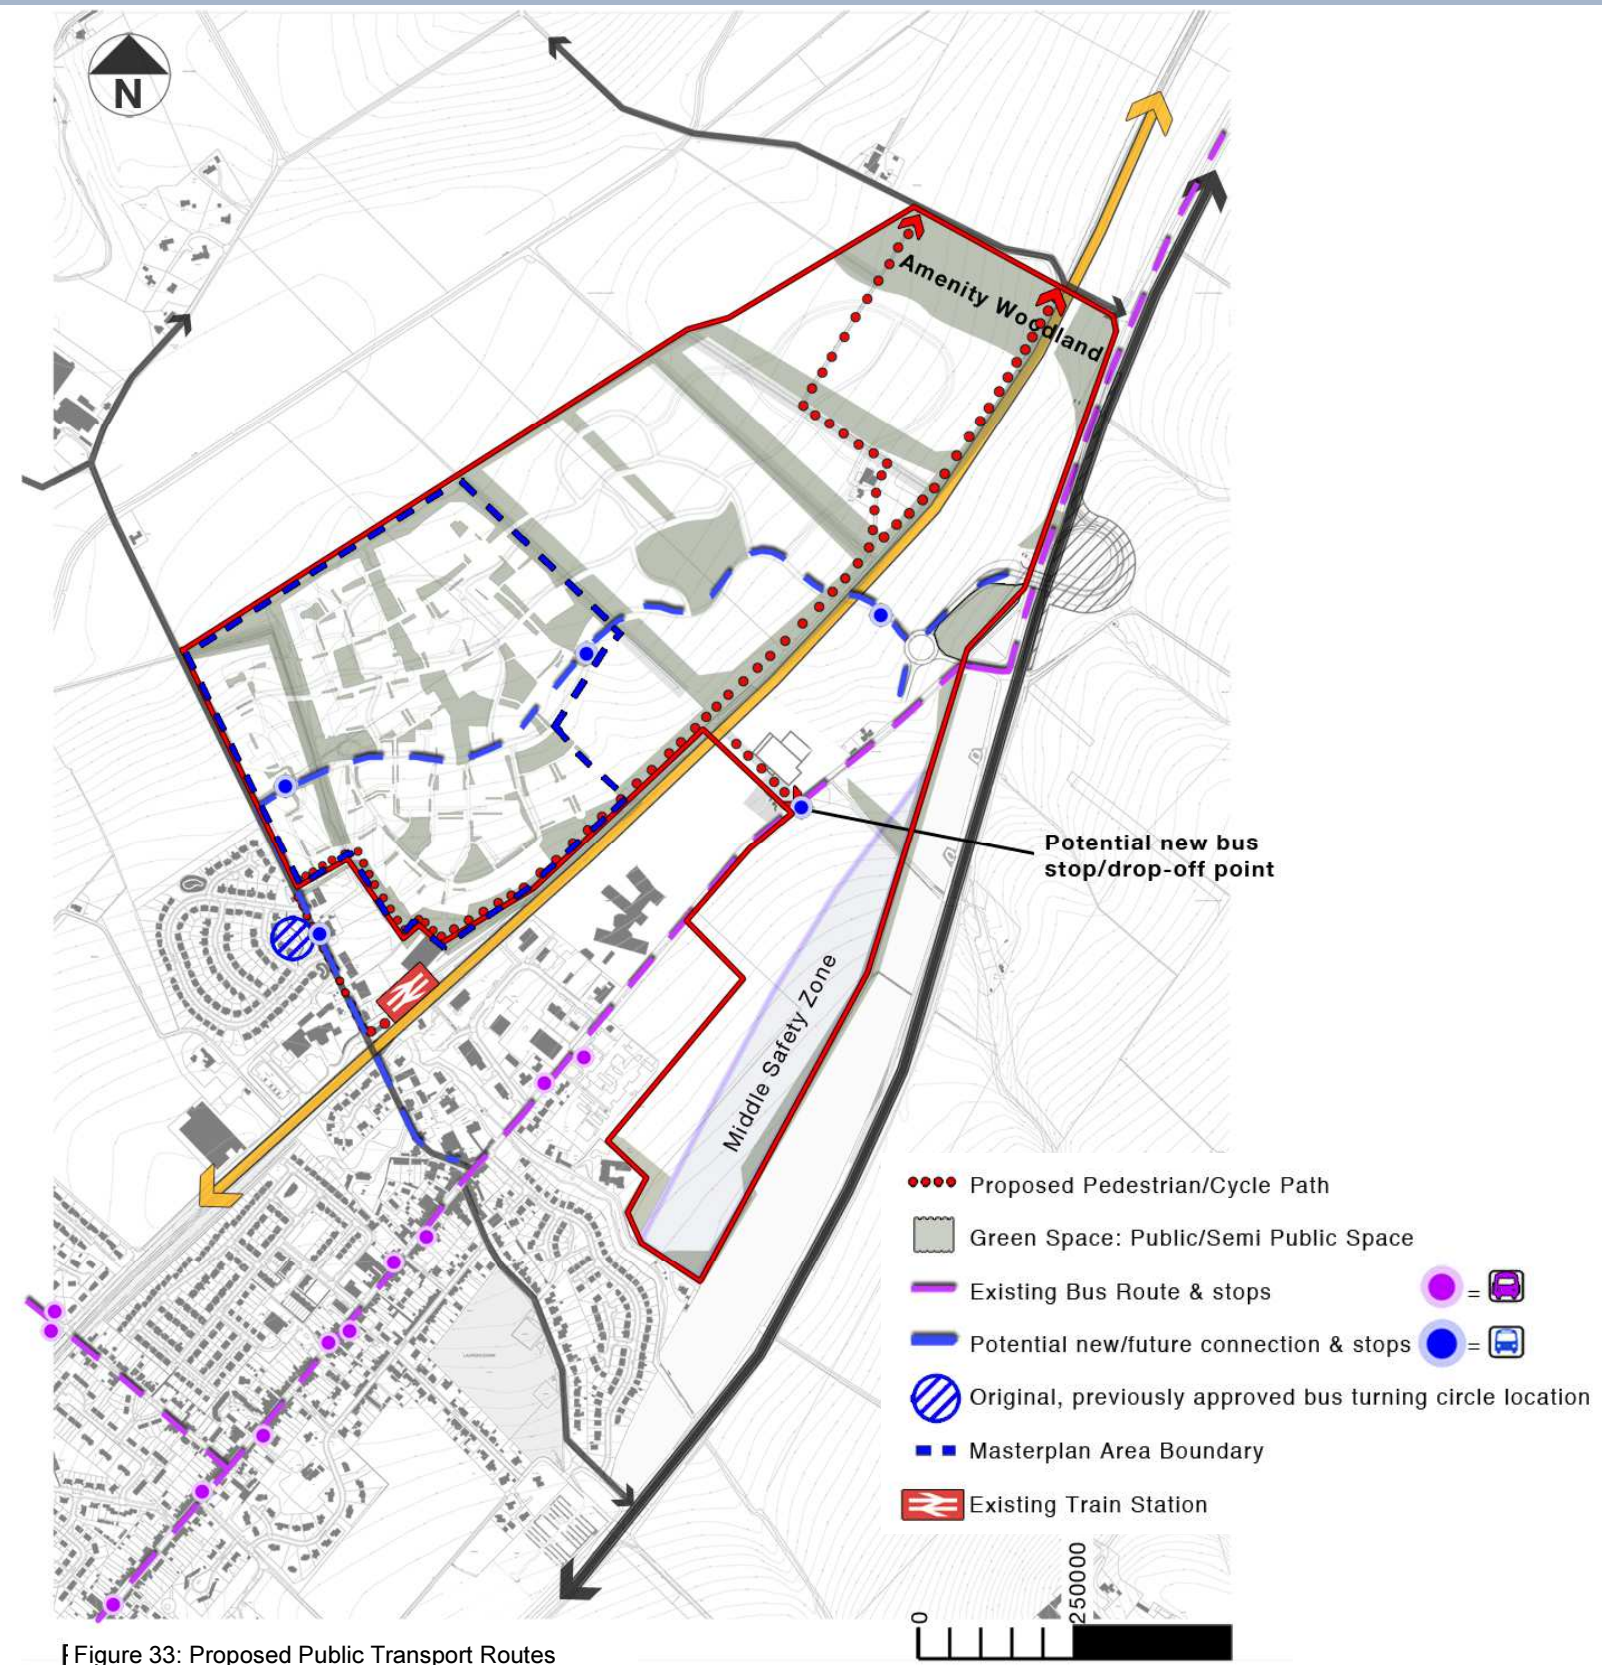 N
Amenity Woodland
Potential new bus
stop/drop-off point
Middle Safety Zone
Proposed Pedestrian/Cycle Path
Green Space: Public/Semi Public Space
Existing Bus Route & stops =
Potential new/future connection & stops =
Original, previously approved bus turning circle location
Masterplan Area Boundary
Existing Train Station
0
250000
Figure 33: Proposed Public Transport Routes